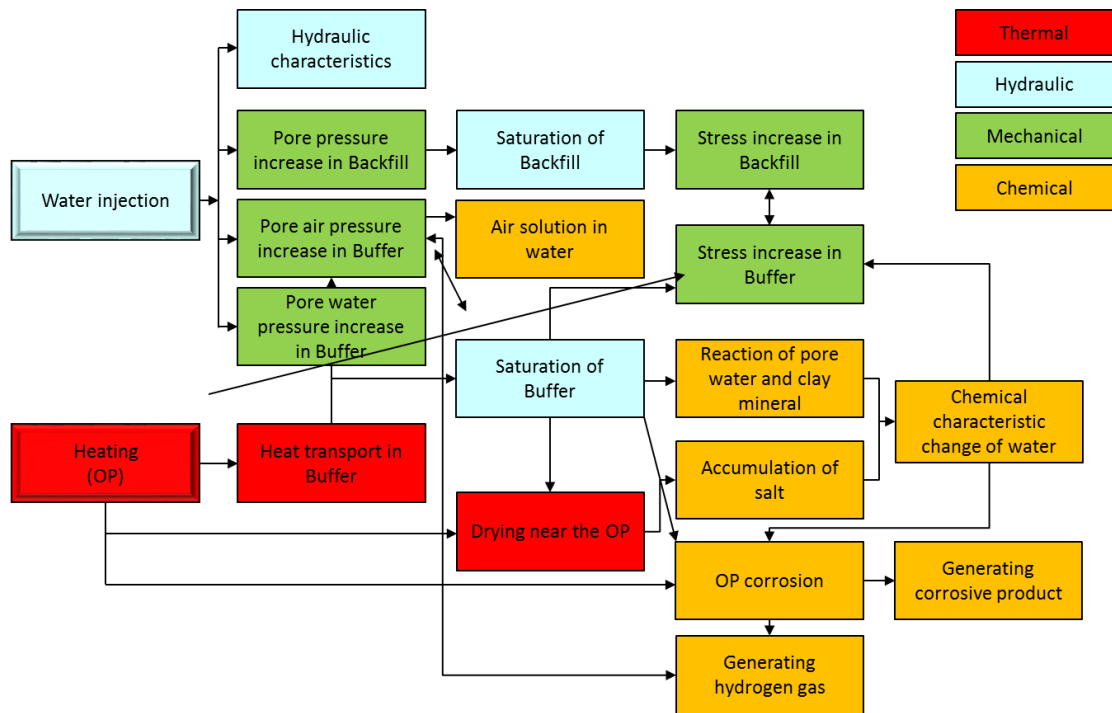 Hydraulic
characteristics
Thermal
Hydraulic
Mechanical
Chemical
Pore pressure
increase in Backfill
Saturation of
Backfill
Stress increase in
Backfill
Water injection
Pore air pressure
increase in Buffer
Air solution in
water
Stress increase in
Buffer
Pore water
pressure increase
in Buffer
Saturation of
Buffer
Reaction of pore
water and clay
mineral
Chemical
characteristic
change of water
Heating
(OP)
Heat transport in
Buffer
Accumulation of
salt
Drying near the OP
OP corrosion
Generating
corrosive product
Generating
hydrogen gas